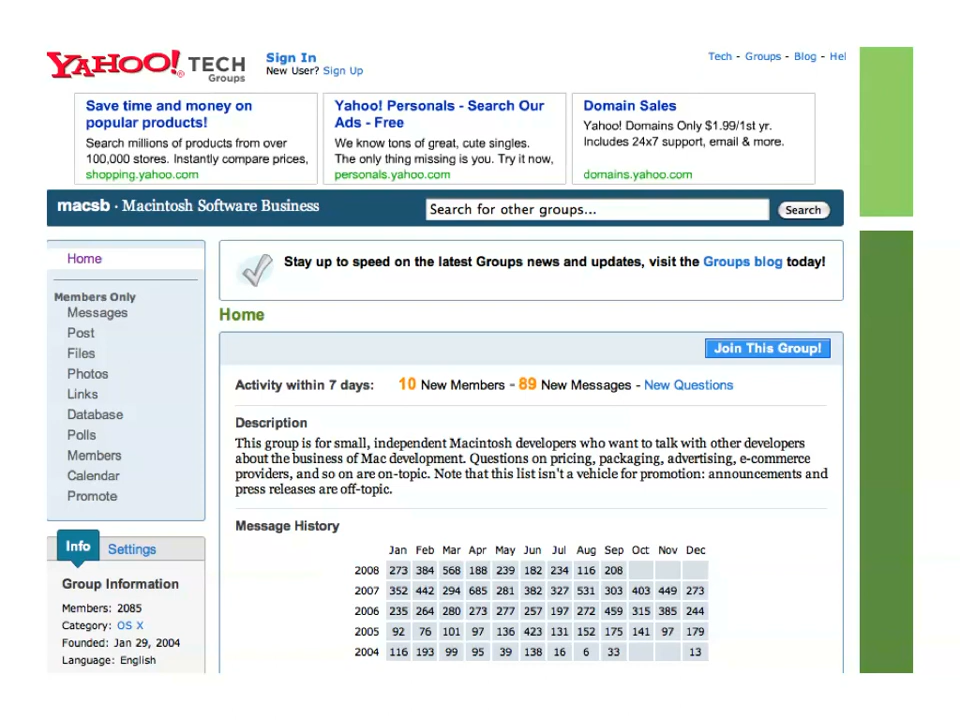 YAHOO! TECH
Groups
Sign In
New User? Sign Up
Tech - Groups - Blog - Hel
Save time and money on
popular products!
Search millions of products from over
100,000 stores. Instantly compare prices,
shopping.yahoo.com
Yahoo! Personals - Search Our
Ads - Free
We know tons of great, cute singles.
The only thing missing is you. Try it now,
personals.yahoo.com
Domain Sales
Yahoo! Domains Only $1.99/1st yr.
Includes 24x7 support, email & more.
domains.yahoo.com
macsb · Macintosh Software Business
Search for other groups...
Search
Home
Members Only
Messages
Post
Files
Photos
Links
Database
Polls
Members
Calendar
Promote
Info
Settings
Group Information
Members: 2085
Category: OS X
Founded: Jan 29, 2004
Language: English
Stay up to speed on the latest Groups news and updates, visit the Groups blog today!
Home
Join This Group!
Activity within 7 days: 10 New Members - 89 New Messages - New Questions
Description
This group is for small, independent Macintosh developers who want to talk with other developers
about the business of Mac development. Questions on pricing, packaging, advertising, e-commerce
providers, and so on are on-topic. Note that this list isn't a vehicle for promotion: announcements and
press releases are off-topic.
Message History
Jan Feb Mar Apr May Jun Jul Aug Sep Oct Nov Dec
2008 273 384 568 188 239 182 234 116 208
2007 352 442 294 685 281 382 327 531 303 403 449 273
2006 235 264 280 273 277 257 197 272 459 315 385 244
2005 92 76 101 97 136 423 131 152 175 141 97 179
2004 116 193 99 95 39 138 16 6 33 13